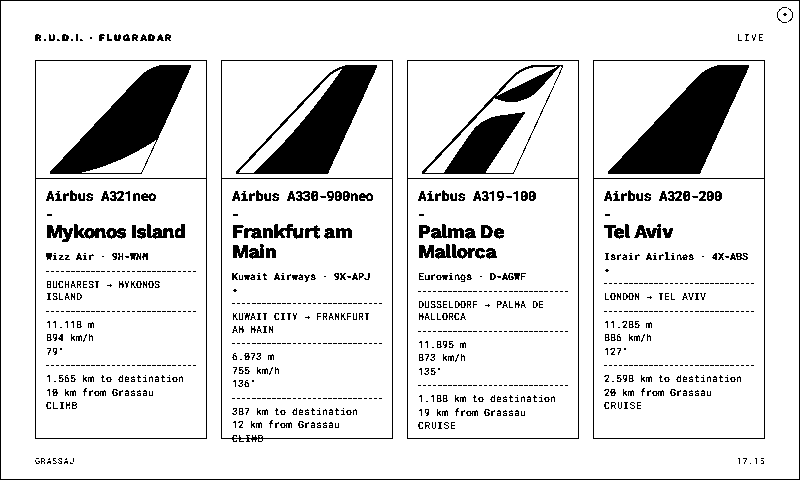 R.U.D.I. · FLUGRADAR
LIVE
Airbus A321neo
-
Mykonos Island
Wizz Air · 9H-WNM
BUCHAREST → MYKONOS
ISLAND
11.118 m
894 km/h
79°
1.565 km to destination
10 km from Grassau
CLIMB
Airbus A330-900neo
-
Frankfurt am
Main
Kuwait Airways · 9K-APJ
•
KUWAIT CITY → FRANKFURT
AM MAIN
6.073 m
755 km/h
136°
387 km to destination
12 km from Grassau
CLIMB
Airbus A319-100
-
Palma De
Mallorca
Eurowings · D-AGWF
DUSSELDORF → PALMA DE
MALLORCA
11.895 m
873 km/h
135°
1.188 km to destination
19 km from Grassau
CRUISE
Airbus A320-200
-
Tel Aviv
Israir Airlines · 4X-ABS
•
LONDON → TEL AVIV
11.285 m
886 km/h
127°
2.598 km to destination
20 km from Grassau
CRUISE
GRASSAU
17.15